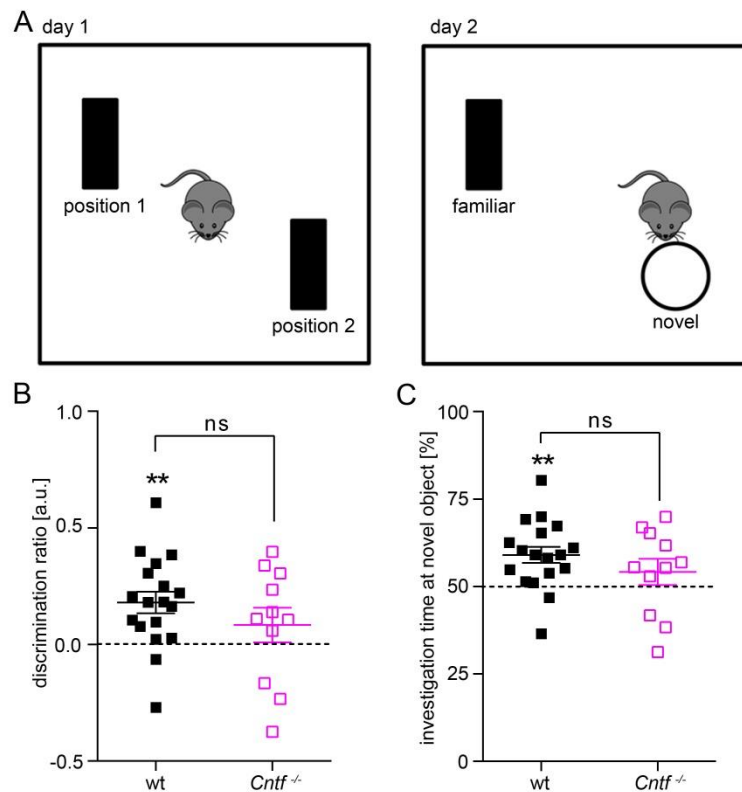 A
day 1
day 2
position 1
position 2
familiar
novel
B
C
discrimination ratio [a.u.]
1.0
0.5
0.0
-0.5
ns
**
wt
Cntf -/-
investigation time at novel object [%]
100
75
50
25
0
ns
**
wt
Cntf -/-